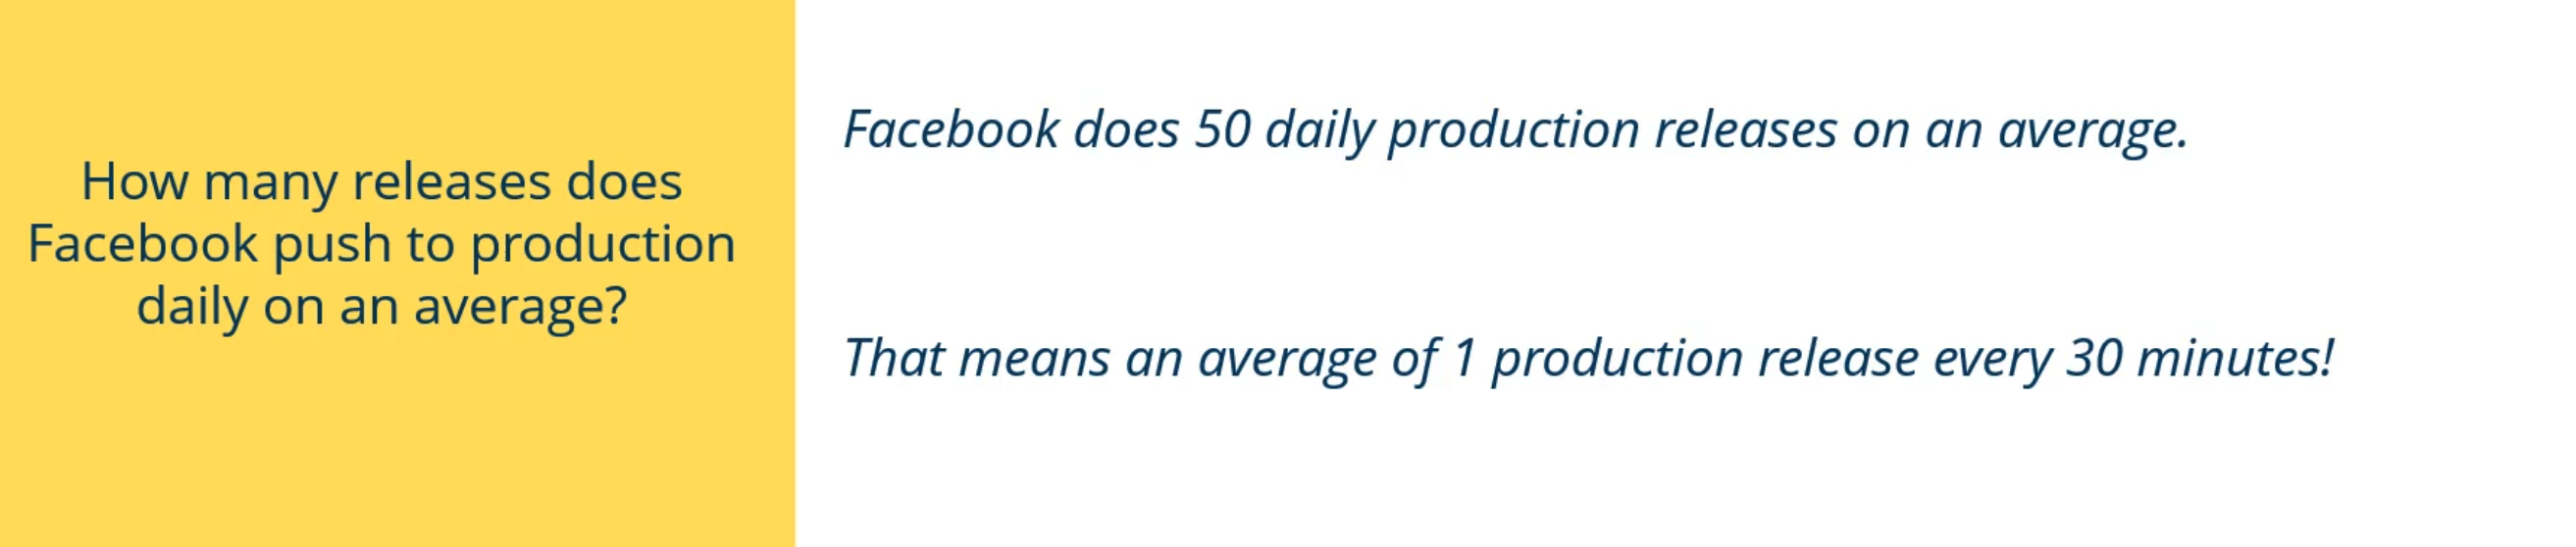 How many releases does
Facebook push to production
daily on an average?
Facebook does 50 daily production releases on an average.
That means an average of 1 production release every 30 minutes!